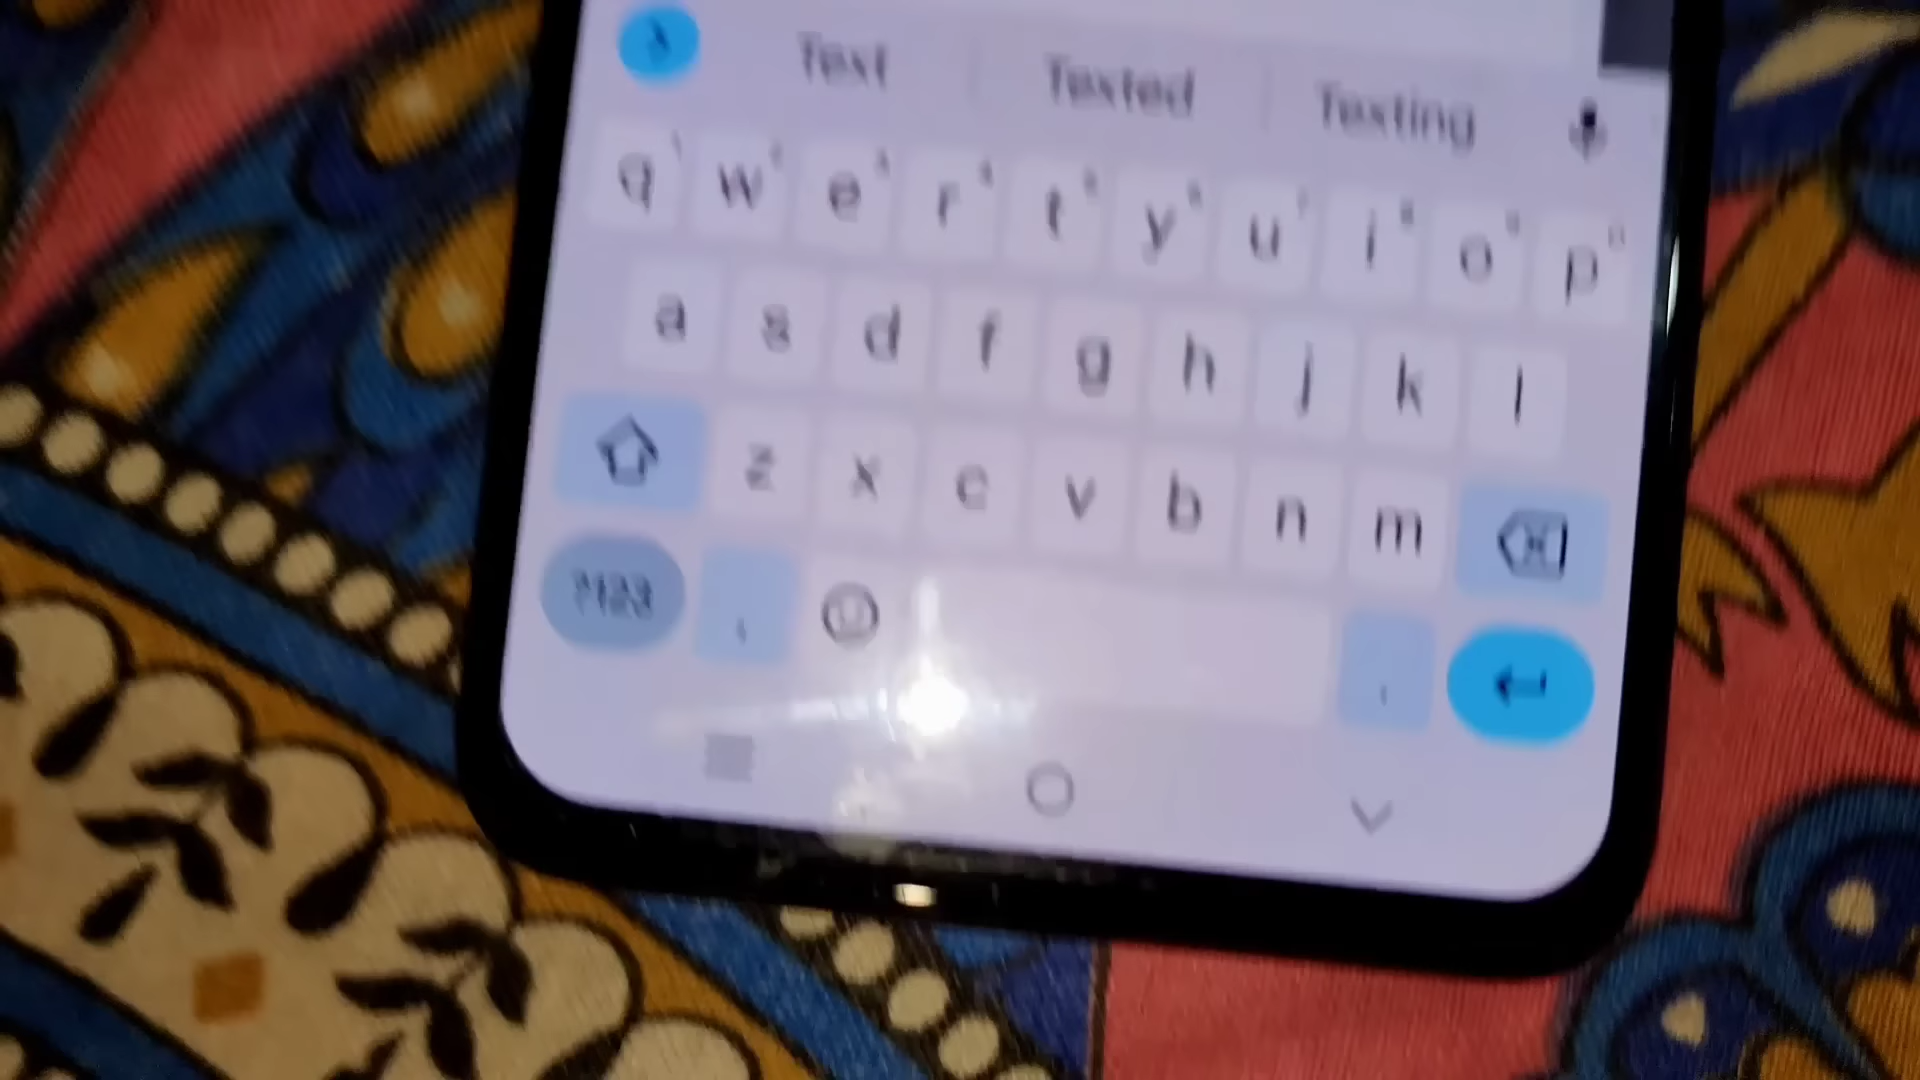 Text Texted Texting
q w e r t y u i o p
a s d f g h j k l
z x c v b n m
?123 , .